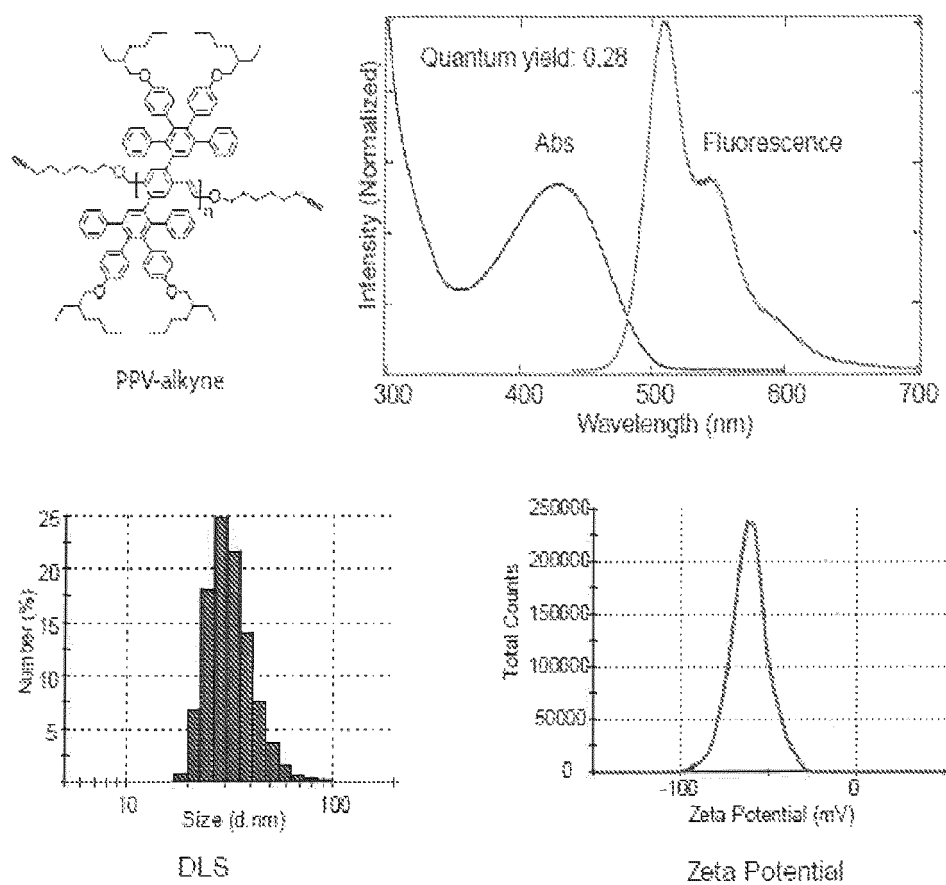 PPV-alkyne
n
Quantum yield: 0.28
Abs
Fluorescence
Intensity (Normalized)
300 400 500 600 700
Wavelength (nm)
25
20
15
10
5
Number (%)
10 100
Size (d.nm)
DLS
250000
200000
150000
100000
50000
0
Total Counts
-100 0
Zeta Potential (mV)
Zeta Potential